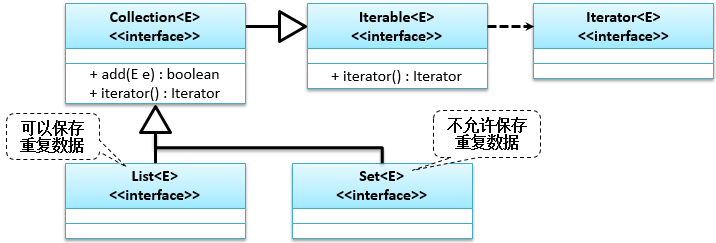 Collection<E>
<<interface>>
+ add(E e) : boolean
+ iterator() : Iterator
Iterable<E>
<<interface>>
+ iterator() : Iterator
Iterator<E>
<<interface>>
可以保存
重复数据
不允许保存
重复数据
List<E>
<<interface>>
Set<E>
<<interface>>